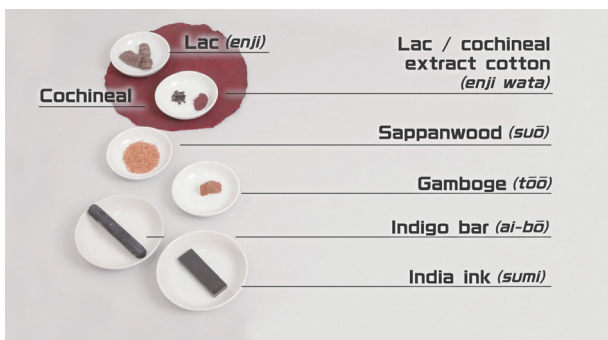 Lac (enji)
Lac / cochineal
extract cotton
(enji wata)
Cochineal
Sappanwood (suō)
Gamboge (tōō)
Indigo bar (ai-bō)
India ink (sumi)